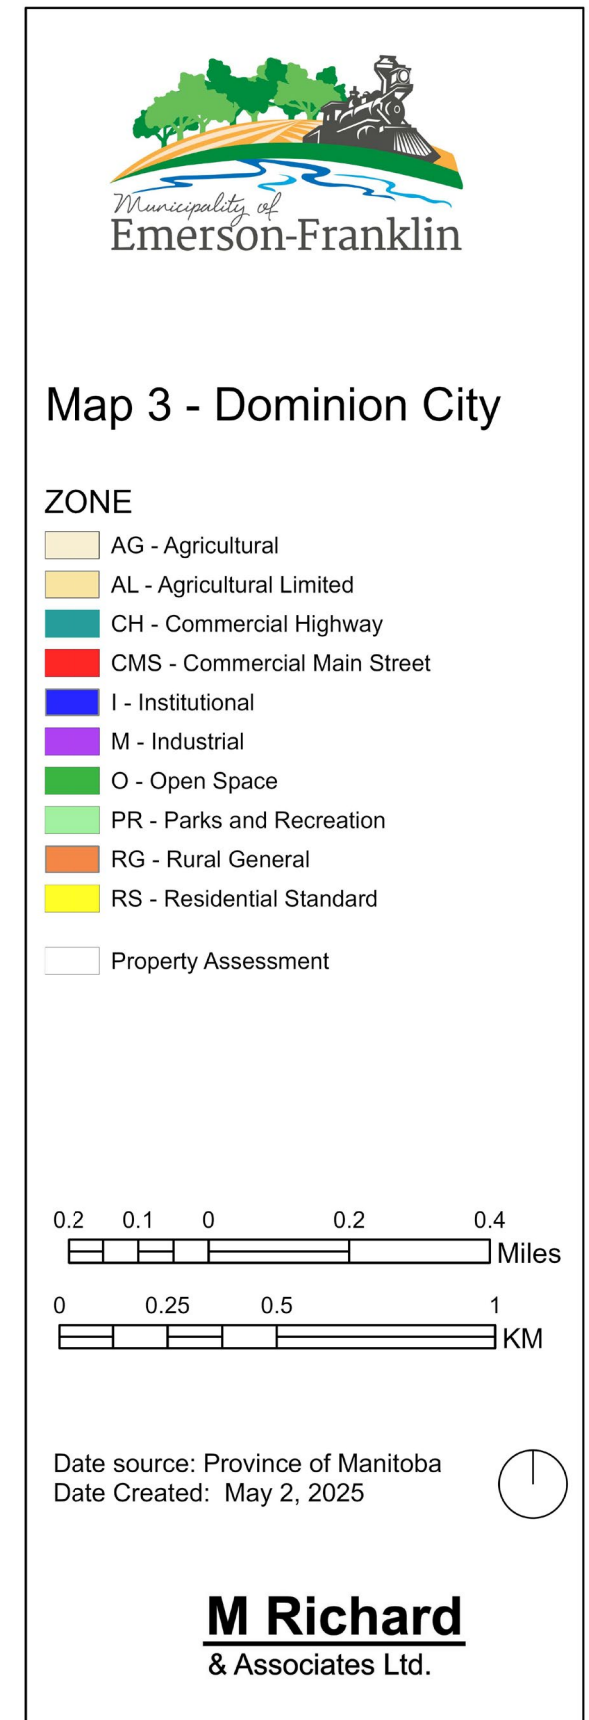 Municipality of
Emerson-Franklin
Map 3 - Dominion City
ZONE
AG - Agricultural
AL - Agricultural Limited
CH - Commercial Highway
CMS - Commercial Main Street
I - Institutional
M - Industrial
O - Open Space
PR - Parks and Recreation
RG - Rural General
RS - Residential Standard
Property Assessment
0.2 0.1 0 0.2 0.4
Miles
0 0.25 0.5 1
KM
Date source: Province of Manitoba
Date Created: May 2, 2025
M Richard
& Associates Ltd.